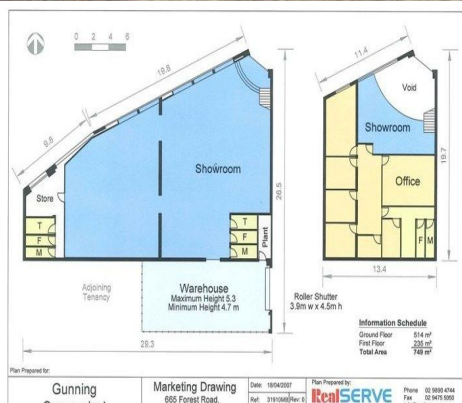 0 2 4 6
19.8
9.8
Store
T
F
M
Showroom
T
F
M
Plant
26.5
Adjoining
Tenancy
Warehouse
Maximum Height 5.3
Minimum Height 4.7 m
29.3
Roller Shutter
3.9m w x 4.5m h
11.4
Void
Showroom
Office
F
M
19.7
13.4
Information Schedule
Ground Floor 514 m²
First Floor 235 m²
Total Area 749 m²
Plan Prepared for:
Gunning
Marketing Drawing
665 Forest Road,
Date: 18/04/2007
Plan Prepared by:
RealSERVE
Phone 02 9890 4744
Fax 02 9475 5050